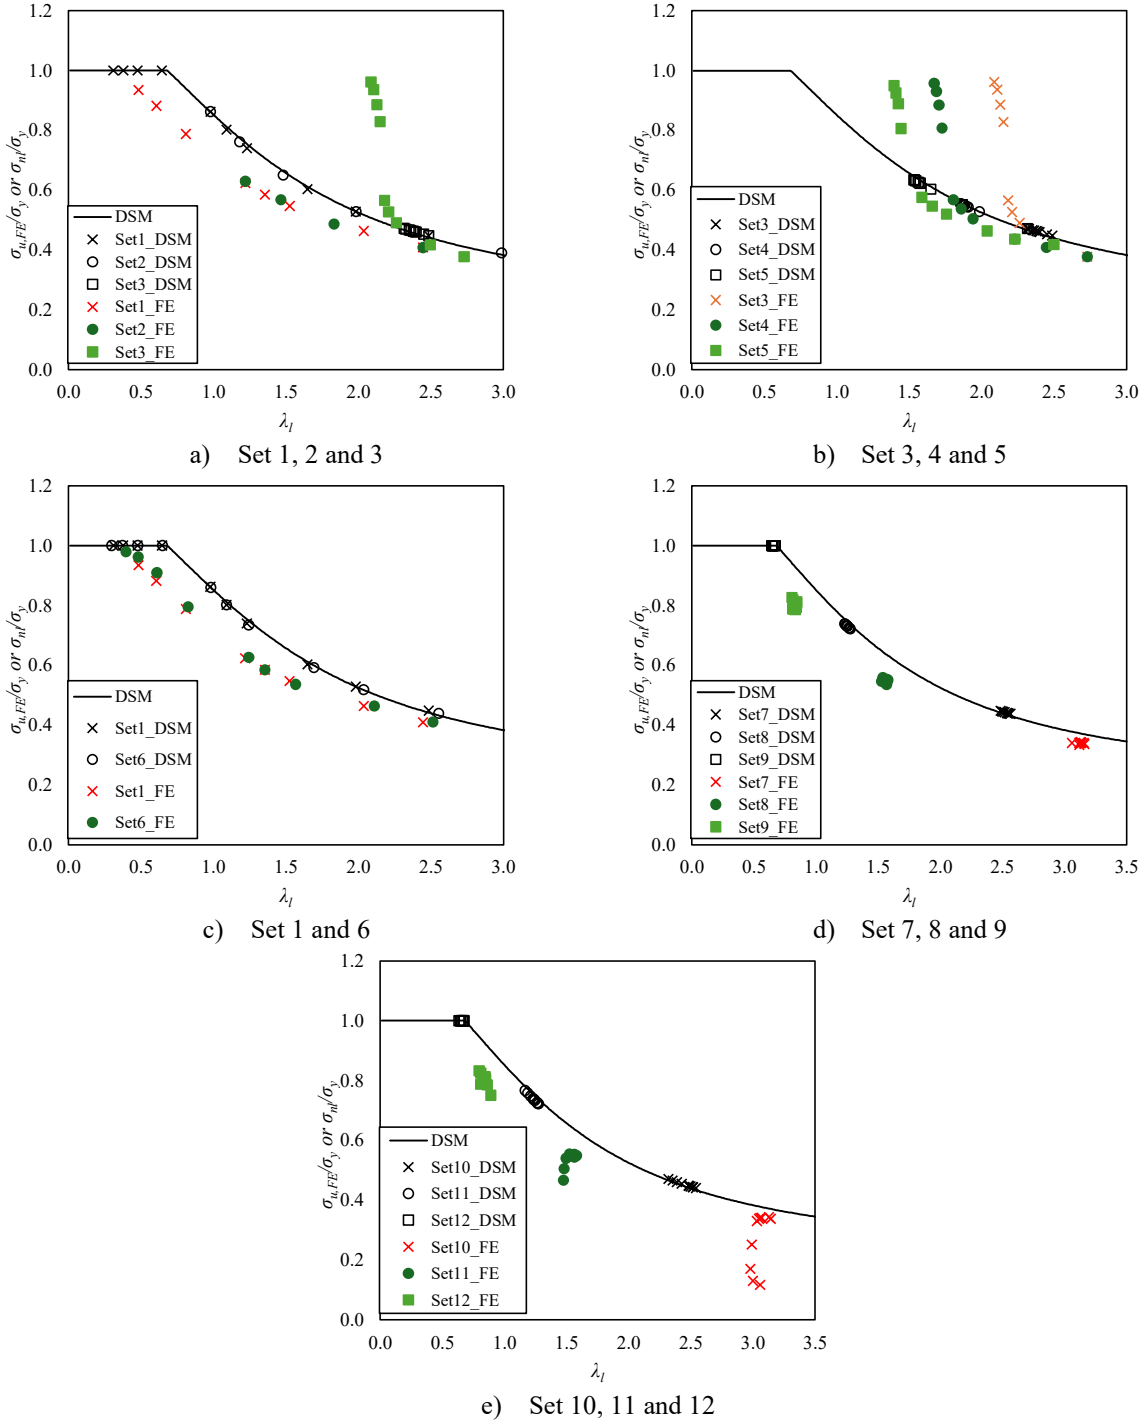 1.2
1.0
0.8
0.6
0.4
0.2
0.0
σu,FE/σy or σnl/σy
DSM
Set1_DSM
Set2_DSM
Set3_DSM
Set1_FE
Set2_FE
Set3_FE
0.0 0.5 1.0 1.5 2.0 2.5 3.0
λl
a) Set 1, 2 and 3
1.2
1.0
0.8
0.6
0.4
0.2
0.0
σu,FE/σy or σnl/σy
DSM
Set3_DSM
Set4_DSM
Set5_DSM
Set3_FE
Set4_FE
Set5_FE
0.0 0.5 1.0 1.5 2.0 2.5 3.0
λl
b) Set 3, 4 and 5
1.2
1.0
0.8
0.6
0.4
0.2
0.0
σu,FE/σy or σnl/σy
DSM
Set1_DSM
Set6_DSM
Set1_FE
Set6_FE
0.0 0.5 1.0 1.5 2.0 2.5 3.0
λl
c) Set 1 and 6
1.2
1.0
0.8
0.6
0.4
0.2
0.0
σu,FE/σy or σnl/σy
DSM
Set7_DSM
Set8_DSM
Set9_DSM
Set7_FE
Set8_FE
Set9_FE
0.0 0.5 1.0 1.5 2.0 2.5 3.0 3.5
λl
d) Set 7, 8 and 9
1.2
1.0
0.8
0.6
0.4
0.2
0.0
σu,FE/σy or σnl/σy
DSM
Set10_DSM
Set11_DSM
Set12_DSM
Set10_FE
Set11_FE
Set12_FE
0.0 0.5 1.0 1.5 2.0 2.5 3.0 3.5
λl
e) Set 10, 11 and 12